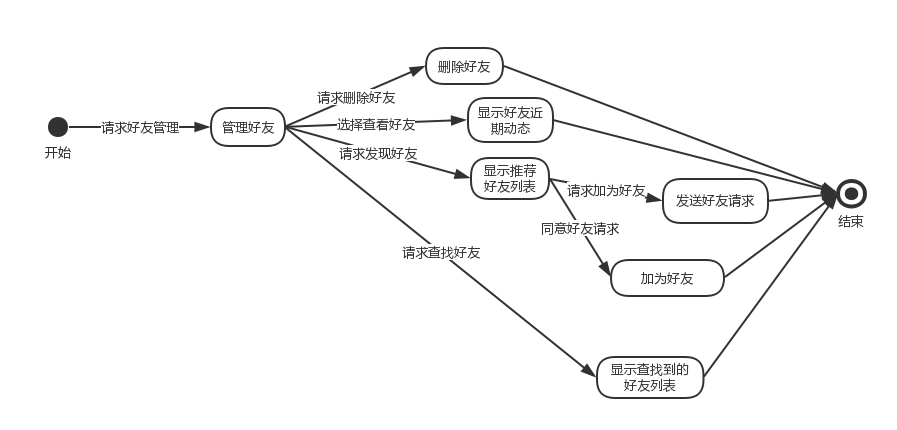 开始
请求好友管理
管理好友
请求删除好友
删除好友
选择查看好友
显示好友近
期动态
请求发现好友
显示推荐
好友列表
请求加为好友
发送好友请求
同意好友请求
加为好友
请求查找好友
显示查找到的
好友列表
结束